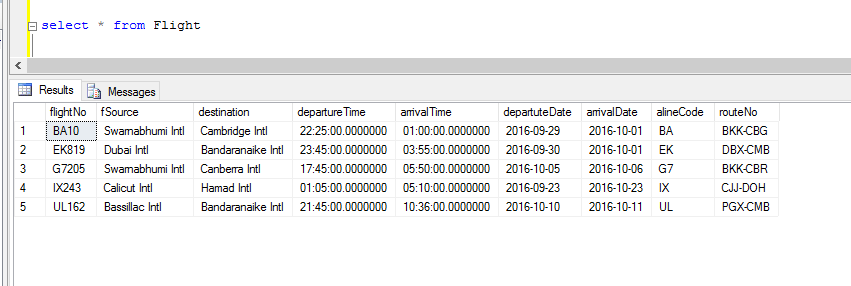 select * from Flight
Results Messages
flightNo fSource destination departureTime arrivalTime departuteDate arrivalDate alineCode routeNo
1 BA10 Swarnabhumi Intl Cambridge Intl 22:25:00.0000000 01:00:00.0000000 2016-09-29 2016-10-01 BA BKK-CBG
2 EK819 Dubai Intl Bandaranaike Intl 23:45:00.0000000 03:55:00.0000000 2016-09-30 2016-10-01 EK DBX-CMB
3 G7205 Swarnabhumi Intl Canberra Intl 17:45:00.0000000 05:50:00.0000000 2016-10-05 2016-10-06 G7 BKK-CBR
4 IX243 Calicut Intl Hamad Intl 01:05:00.0000000 05:10:00.0000000 2016-09-23 2016-10-23 IX CJJ-DOH
5 UL162 Bassillac Intl Bandaranaike Intl 21:45:00.0000000 10:36:00.0000000 2016-10-10 2016-10-11 UL PGX-CMB